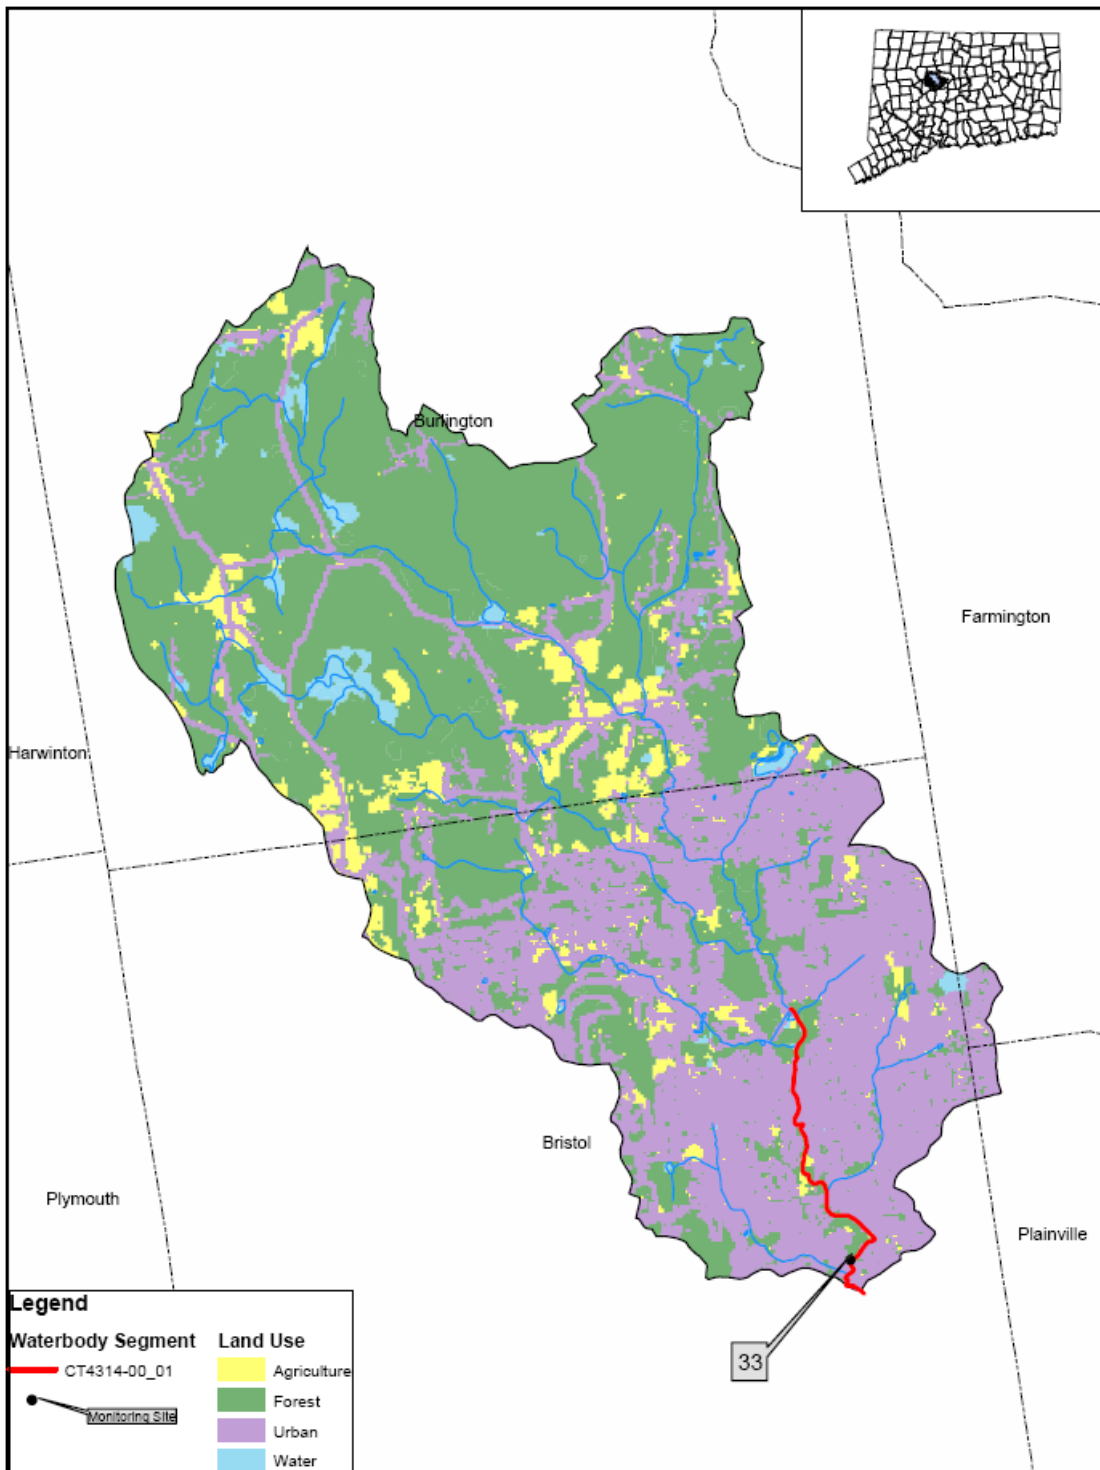 Burlington
Farmington
Harwinton
Bristol
Plymouth
Plainville
33
Legend
Waterbody Segment
CT4314-00_01
Monitoring Site
Land Use
Agriculture
Forest
Urban
Water